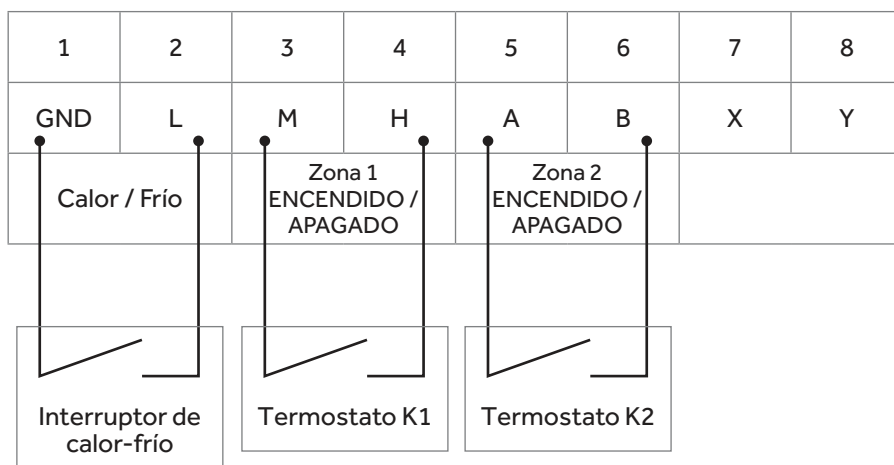 1 2 3 4 5 6 7 8
GND L M H A B X Y
Calor / Frío
Zona 1
ENCENDIDO /
APAGADO
Zona 2
ENCENDIDO /
APAGADO
Interruptor de
calor-frío
Termostato K1
Termostato K2